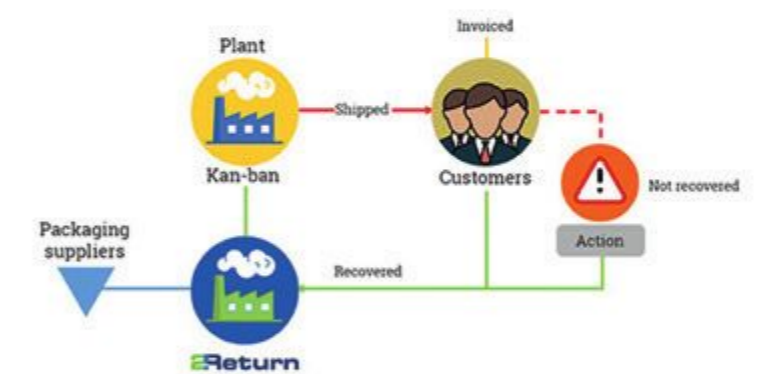 Invoiced
Plant
Shipped
Kan-ban
Customers
Not recovered
Packaging
suppliers
Action
Recovered
2Return